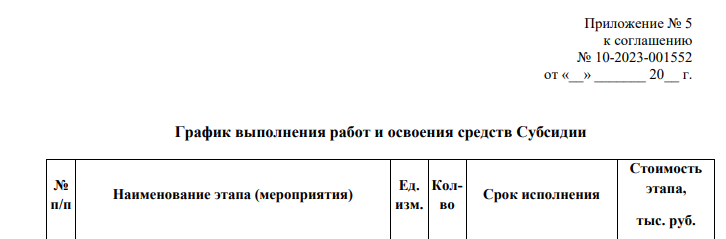 Приложение № 5
к соглашению
№ 10-2023-001552
от «__» _______ 20__ г.
График выполнения работ и освоения средств Субсидии
№
п/п
Наименование этапа (мероприятия)
Ед.
изм.
Кол-
во
Срок исполнения
Стоимость
этапа,
тыс. руб.